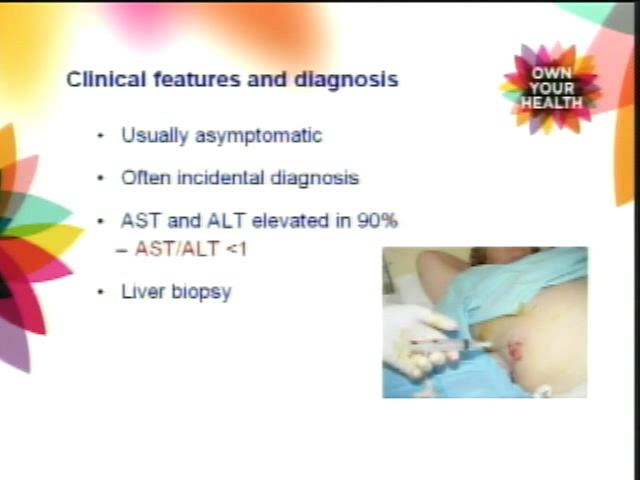 Clinical features and diagnosis
OWN
YOUR
HEALTH
• Usually asymptomatic
• Often incidental diagnosis
• AST and ALT elevated in 90%
– AST/ALT <1
• Liver biopsy